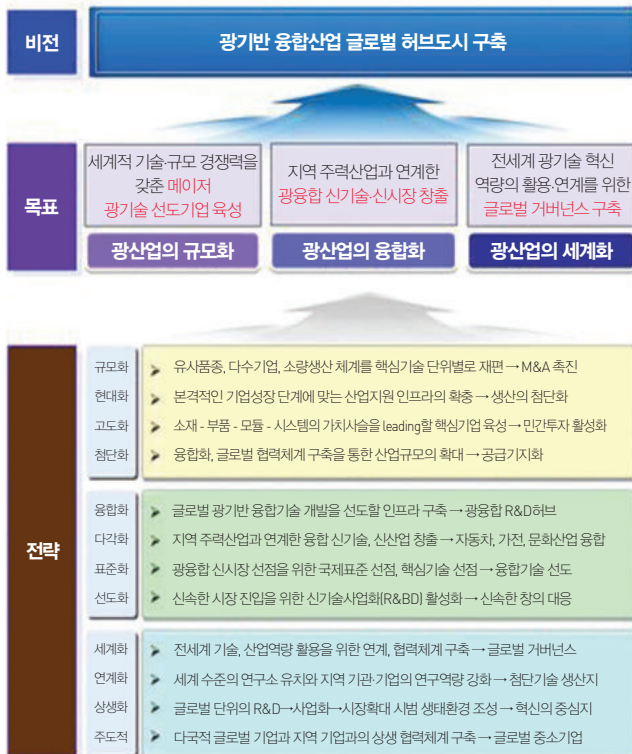 비전
광기반 융합산업 글로벌 허브도시 구축
목표
세계적 기술·규모 경쟁력을
갖춘 메이저
광기술 선도기업 육성
광산업의 규모화
지역 주력산업과 연계한
광융합 신기술·신시장 창출
광산업의 융합화
전세계 광기술 혁신
역량의 활용·연계를 위한
글로벌 거버넌스 구축
광산업의 세계화
전략
규모화 ➤ 유사품종, 다수기업, 소량생산 체계를 핵심기술 단위별로 재편 → M&A 촉진
현대화 ➤ 본격적인 기업성장 단계에 맞는 산업지원 인프라의 확충 → 생산의 첨단화
고도화 ➤ 소재 - 부품 - 모듈 - 시스템의 가치사슬을 leading할 핵심기업 육성 → 민간투자 활성화
첨단화 ➤ 융합화, 글로벌 협력체계 구축을 통한 산업규모의 확대 → 공급기지화
융합화 ➤ 글로벌 광기반 융합기술 개발을 선도할 인프라 구축 → 광융합 R&D허브
다각화 ➤ 지역 주력산업과 연계한 융합 신기술, 신산업 창출 → 자동차, 가전, 문화산업 융합
표준화 ➤ 광융합 신시장 선점을 위한 국제표준 선점, 핵심기술 선점 → 융합기술 선도
선도화 ➤ 신속한 시장 진입을 위한 신기술사업화(R&BD) 활성화 → 신속한 창의 대응
세계화 ➤ 전세계 기술, 산업역량 활용을 위한 연계, 협력체계 구축 → 글로벌 거버넌스
연계화 ➤ 세계 수준의 연구소 유치와 지역 기관·기업의 연구역량 강화 → 첨단기술 생산지
상생화 ➤ 글로벌 단위의 R&D→사업화→시장확대 시범 생태환경 조성 → 혁신의 중심지
주도적 ➤ 다국적 글로벌 기업과 지역 기업과의 상생 협력체계 구축 → 글로벌 중소기업